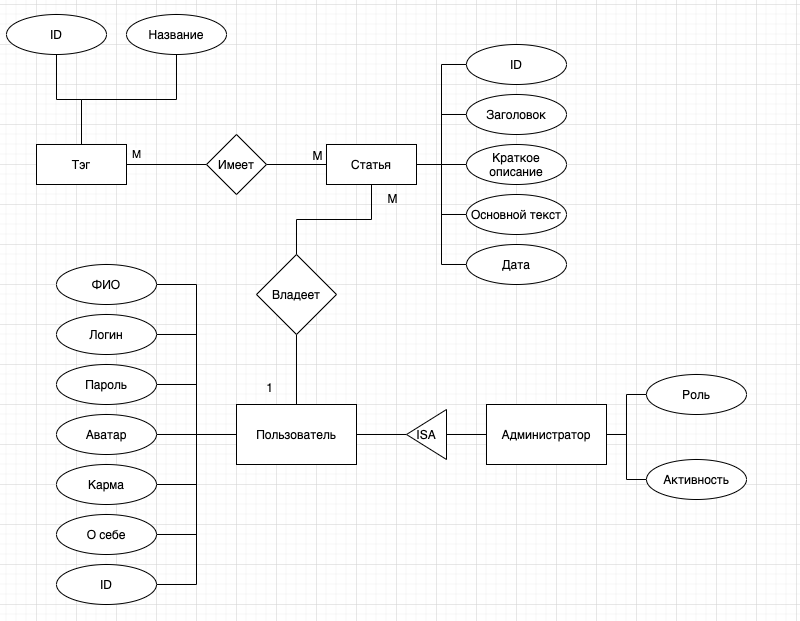 ID
Название
Тэг
М
Имеет
М
Статья
М
ID
Заголовок
Краткое
описание
Основной текст
Дата
Владеет
1
ФИО
Логин
Пароль
Аватар
Карма
О себе
ID
Пользователь
ISA
Администратор
Роль
Активность